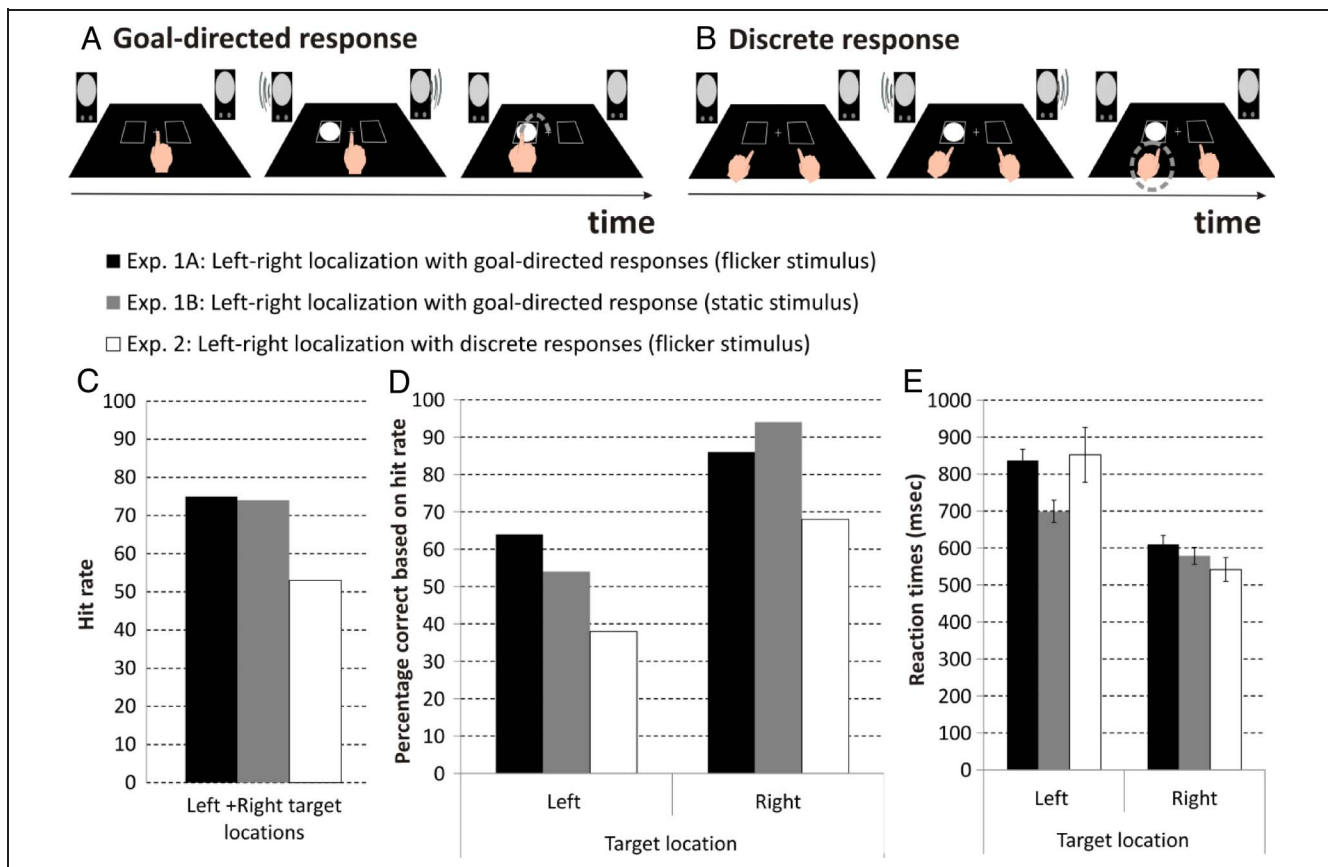 A Goal-directed response
B Discrete response
time
time
Exp. 1A: Left-right localization with goal-directed responses (flicker stimulus)
Exp. 1B: Left-right localization with goal-directed response (static stimulus)
Exp. 2: Left-right localization with discrete responses (flicker stimulus)
C
Hit rate
100
90
80
70
60
50
40
30
20
10
0
Left +Right target
locations
D
Percentage correct based on hit rate
100
90
80
70
60
50
40
30
20
10
0
Left
Right
Target location
E
Reaction times (msec)
1000
900
800
700
600
500
400
300
200
100
0
Left
Right
Target location